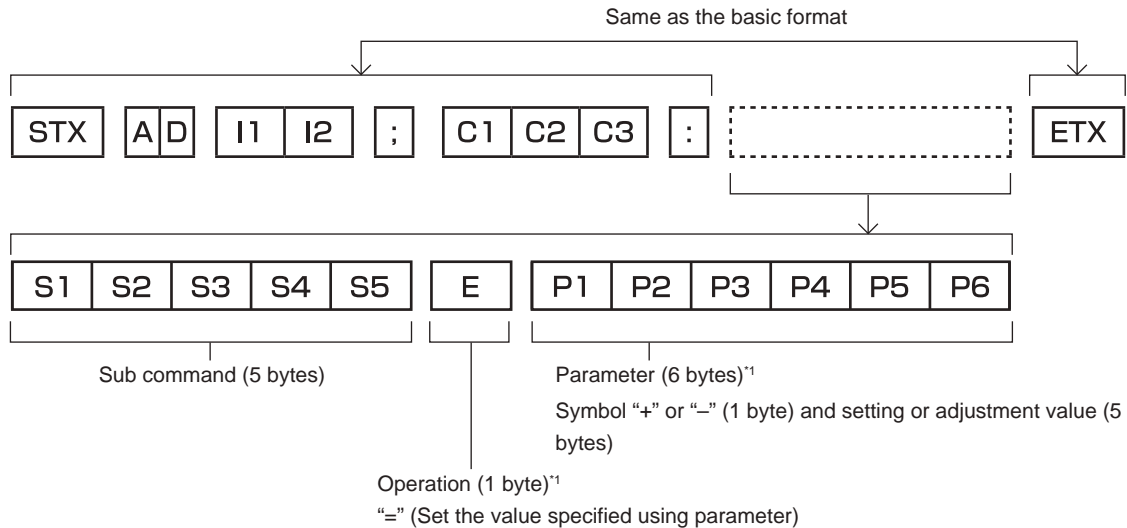 Same as the basic format
STX A D I1 I2 ; C1 C2 C3 : ETX
S1 S2 S3 S4 S5 E P1 P2 P3 P4 P5 P6
Sub command (5 bytes)
Parameter (6 bytes)*1
Symbol “+” or “–” (1 byte) and setting or adjustment value (5
bytes)
Operation (1 byte)*1
“=” (Set the value specified using parameter)